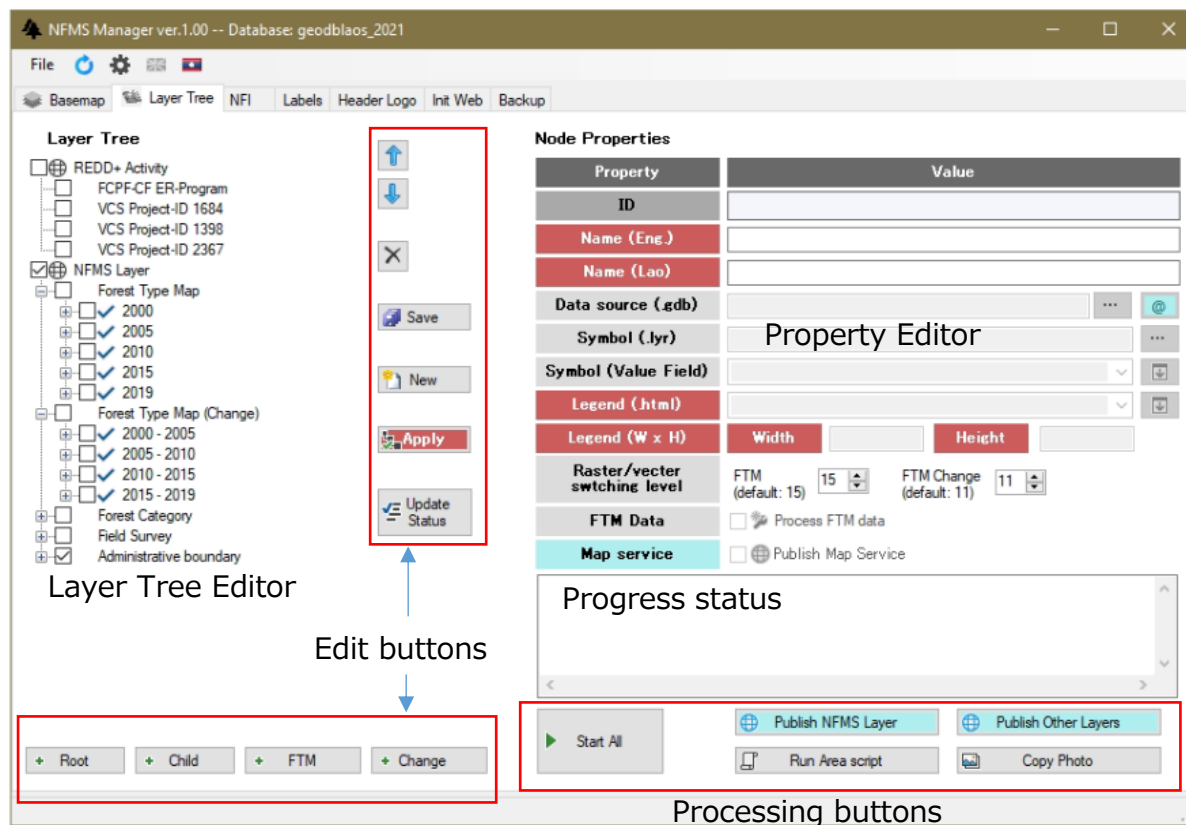 NFMS Manager ver.1.00 -- Database: geodblaos_2021
File
Basemap Layer Tree NFI Labels Header Logo Init Web Backup
Layer Tree
REDD+ Activity
FCPF-CF ER-Program
VCS Project-ID 1684
VCS Project-ID 1398
VCS Project-ID 2367
NFMS Layer
Forest Type Map
2000
2005
2010
2015
2019
Forest Type Map (Change)
2000 - 2005
2005 - 2010
2010 - 2015
2015 - 2019
Forest Category
Field Survey
Administrative boundary
Layer Tree Editor
Save
New
Apply
Update
Status
Edit buttons
+ Root + Child + FTM + Change
Node Properties
Property Value
ID
Name (Eng.)
Name (Lao)
Data source (.gdb) ... @
Symbol (.lyr) ...
Property Editor
Symbol (Value Field)
Legend (.html)
Legend (W x H) Width Height
Raster/vecter
swtching level
FTM
(default: 15) 15
FTM Change
(default: 11) 11
FTM Data Process FTM data
Map service Publish Map Service
Progress status
Start All
Publish NFMS Layer Publish Other Layers
Run Area script Copy Photo
Processing buttons